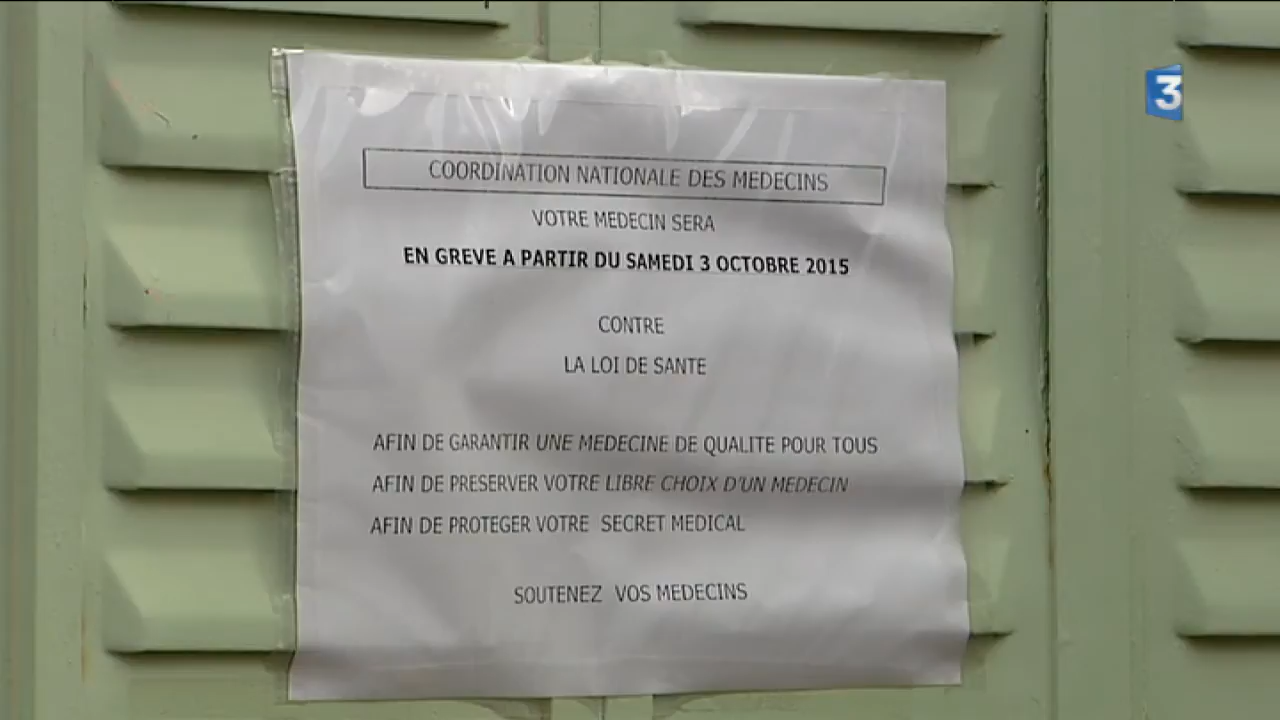 COORDINATION NATIONALE DES MEDECINS
VOTRE MEDECIN SERA
EN GREVE A PARTIR DU SAMEDI 3 OCTOBRE 2015
CONTRE
LA LOI DE SANTE
AFIN DE GARANTIR UNE MEDECINE DE QUALITE POUR TOUS
AFIN DE PRESERVER VOTRE LIBRE CHOIX D'UN MEDECIN
AFIN DE PROTEGER VOTRE SECRET MEDICAL
SOUTENEZ VOS MEDECINS
3